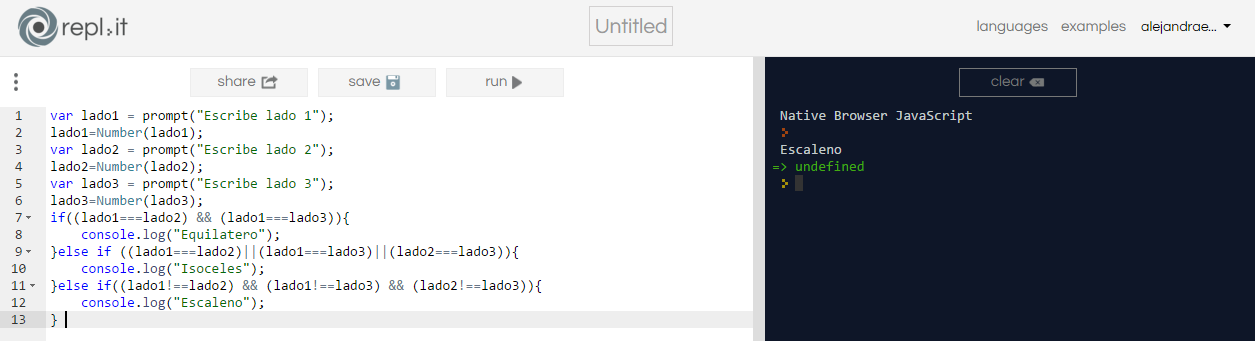 repl.it
Untitled
languages examples alejandrae...
share save run
clear
1 var lado1 = prompt("Escribe lado 1");
2 lado1=Number(lado1);
3 var lado2 = prompt("Escribe lado 2");
4 lado2=Number(lado2);
5 var lado3 = prompt("Escribe lado 3");
6 lado3=Number(lado3);
7 if((lado1===lado2) && (lado1===lado3)){
8 console.log("Equilatero");
9 }else if ((lado1===lado2)||(lado1===lado3)||(lado2===lado3)){
10 console.log("Isoceles");
11 }else if((lado1!==lado2) && (lado1!==lado3) && (lado2!==lado3)){
12 console.log("Escaleno");
13 }
Native Browser JavaScript
Escaleno
=> undefined